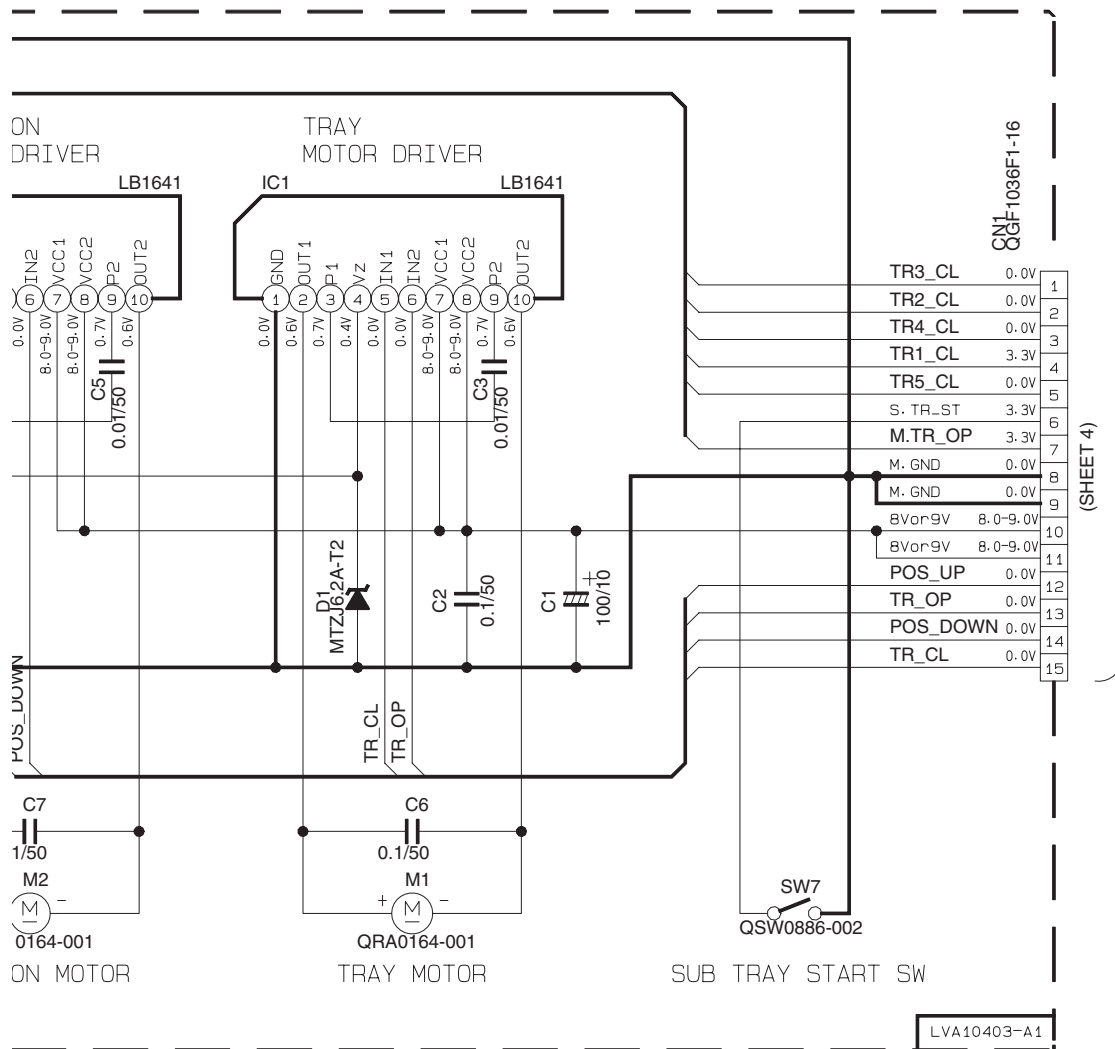 ON
DRIVER
LB1641
IN2
VCC1
VCC2
P2
OUT2
6
7
8
9
10
0.0V
8.0-9.0V
8.0-9.0V
0.7V
0.6V
C5
0.01/50
TRAY
MOTOR DRIVER
IC1
LB1641
GND
OUT1
P1
VZ
IN1
IN2
VCC1
VCC2
P2
OUT2
1
2
3
4
5
6
7
8
9
10
0.0V
0.6V
0.7V
0.4V
0.0V
0.0V
8.0-9.0V
8.0-9.0V
0.7V
0.6V
C3
0.01/50
CN1
QGF1036F1-16
TR3_CL 0.0V 1
TR2_CL 0.0V 2
TR4_CL 0.0V 3
TR1_CL 3.3V 4
TR5_CL 0.0V 5
S.TR_ST 3.3V 6
M.TR_OP 3.3V 7
M.GND 0.0V 8
M.GND 0.0V 9
8Vor9V 8.0-9.0V 10
8Vor9V 8.0-9.0V 11
POS_UP 0.0V 12
TR_OP 0.0V 13
POS_DOWN 0.0V 14
TR_CL 0.0V 15
(SHEET 4)
D1
MTZJ6.2A-T2
C2
0.1/50
C1
+
100/10
POS_DOWN
TR_CL
TR_OP
C7
1/50
M2
M
-
0164-001
ON MOTOR
C6
0.1/50
M1
+
M
-
QRA0164-001
TRAY MOTOR
SW7
QSW0886-002
SUB TRAY START SW
LVA10403-A1